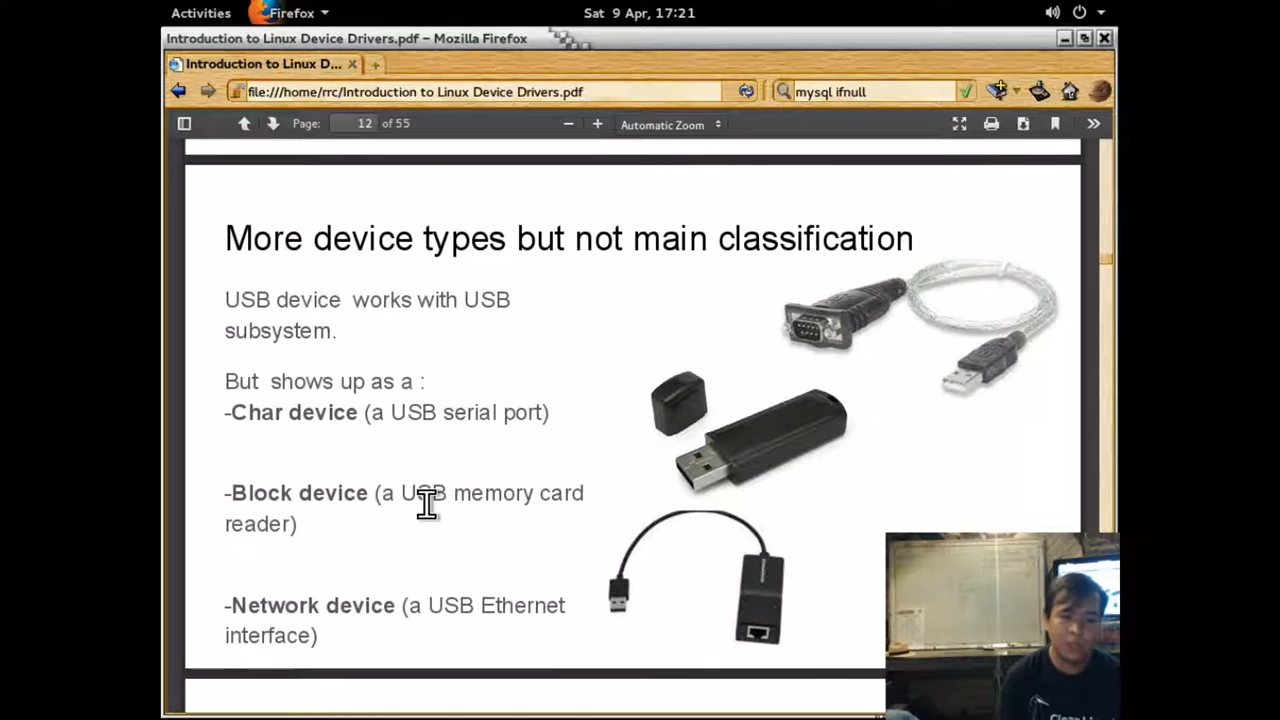 Activities
Firefox
Sat 9 Apr, 17:21
Introduction to Linux Device Drivers.pdf - Mozilla Firefox
Introduction to Linux D...
file:///home/rrc/Introduction to Linux Device Drivers.pdf
mysql ifnull
Page: 12 of 55
Automatic Zoom
More device types but not main classification
USB device works with USB
subsystem.
But shows up as a :
-Char device (a USB serial port)
-Block device (a USB memory card
reader)
-Network device (a USB Ethernet
interface)